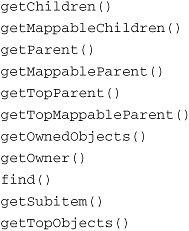 getChildren()
getMappableChildren()
getParent()
getMappableParent()
getTopParent()
getTopMappableParent()
getOwnedObjects()
getOwner()
find()
getSubitem()
getTopObjects()